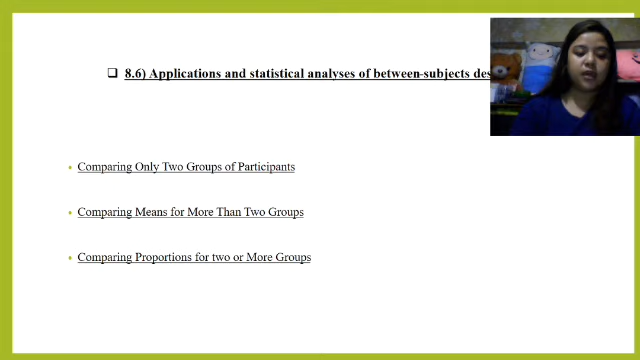 8.6) Applications and statistical analyses of between-subjects des
Comparing Only Two Groups of Participants
Comparing Means for More Than Two Groups
Comparing Proportions for two or More Groups